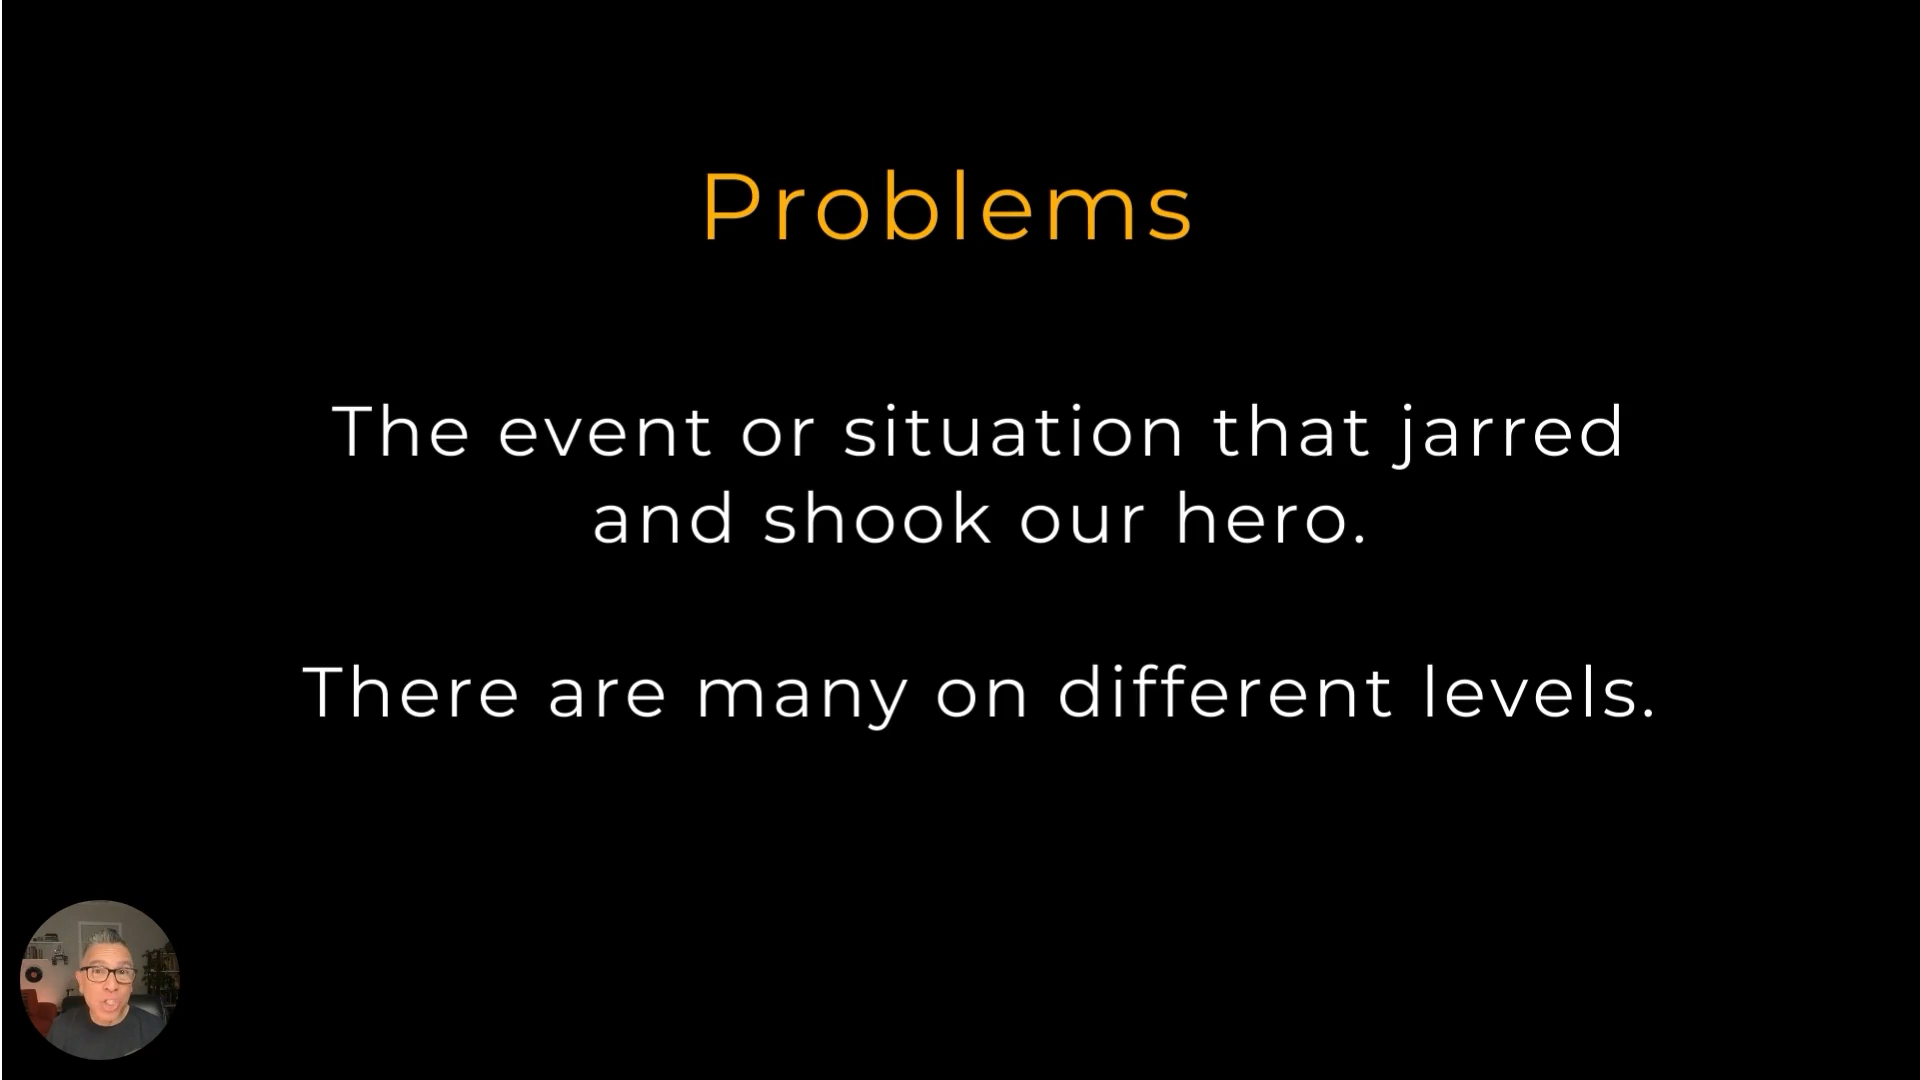 Problems
The event or situation that jarred
and shook our hero.
There are many on different levels.